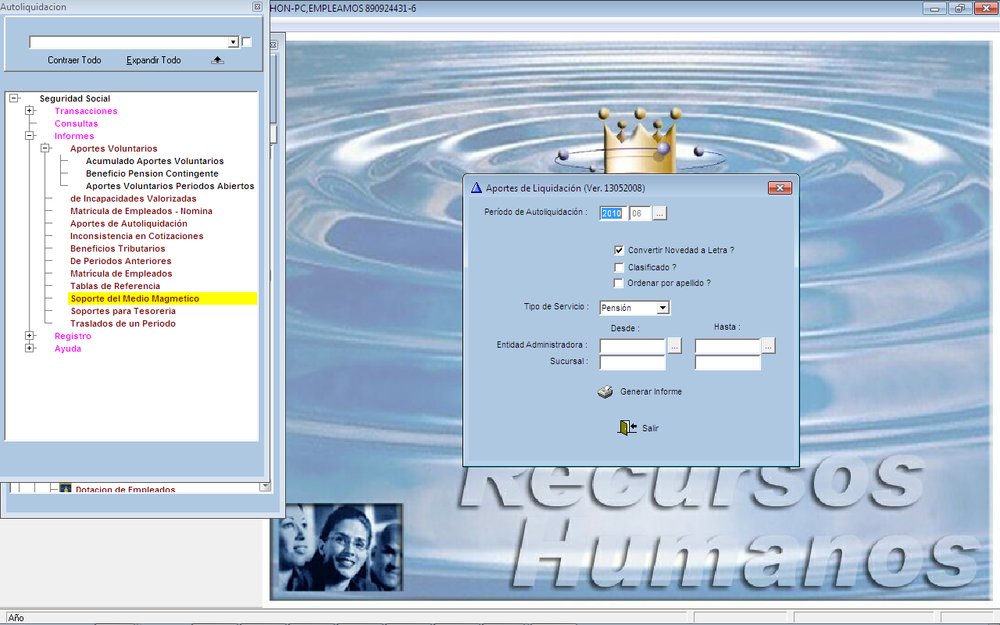 Autoliquidacion
HON-PC,EMPLEAMOS 890924431-6
Contraer Todo
Expandir Todo
Seguridad Social
Transacciones
Consultas
Informes
Aportes Voluntarios
Acumulado Aportes Voluntarios
Beneficio Pension Contingente
Aportes Voluntarios Periodos Abiertos
de Incapacidades Valorizadas
Matricula de Empleados - Nomina
Aportes de Autoliquidación
Inconsistencia en Cotizaciones
Beneficios Tributarios
De Periodos Anteriores
Matrícula de Empleados
Tablas de Referencia
Soporte del Medio Magmetico
Soportes para Tesoreria
Traslados de un Periodo
Registro
Ayuda
Dotacion de Empleados
Aportes de Liquidación (Ver. 13052008)
Período de Autoliquidación : 2010 06 ...
Convertir Novedad a Letra ?
Clasificado ?
Ordenar por apellido ?
Tipo de Servicio : Pensión
Desde : Hasta :
Entidad Administradora : ... ...
Sucursal :
Generar Informe
Salir
Recursos
Humanos
Año